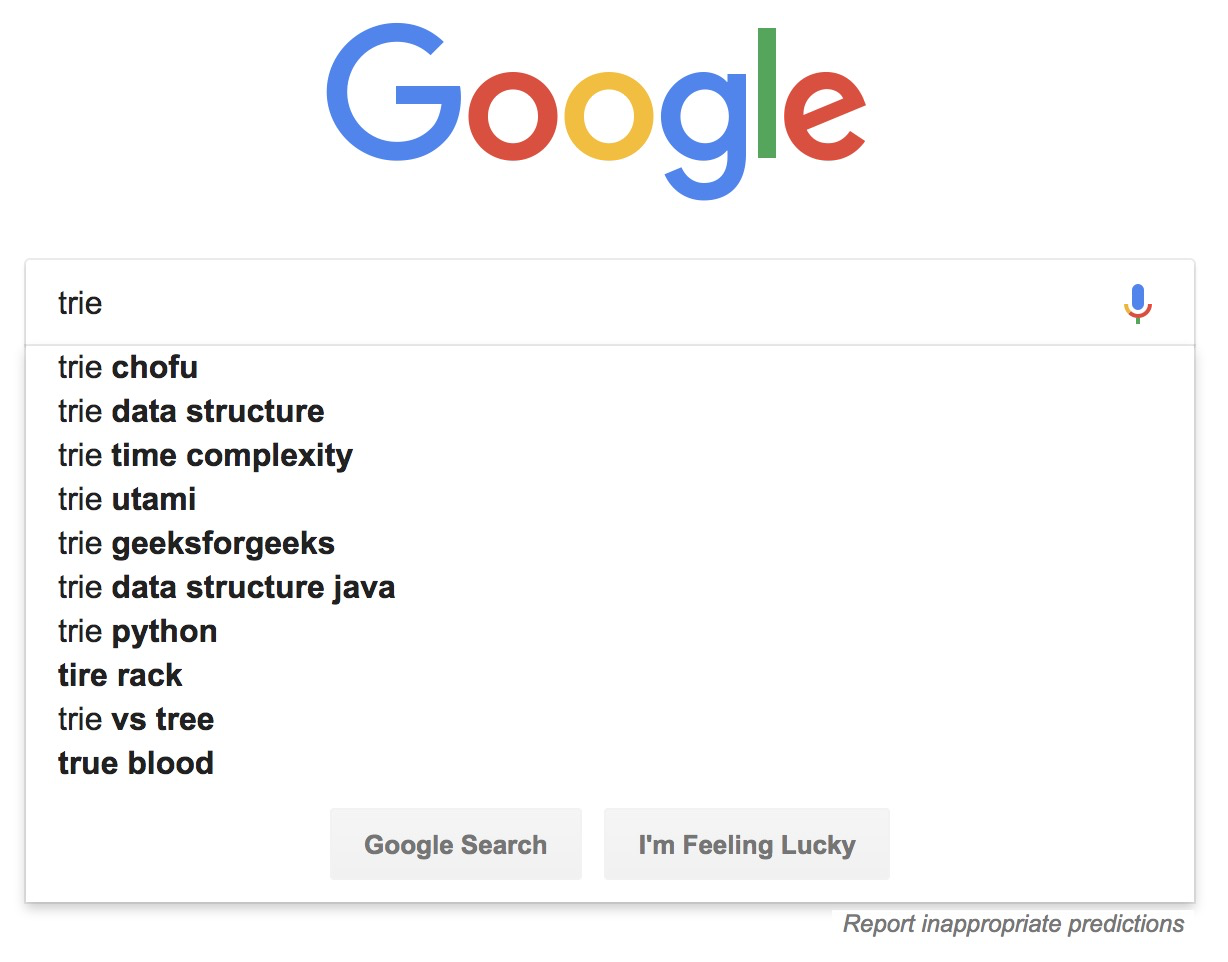 Google
trie
trie chofu
trie data structure
trie time complexity
trie utami
trie geeksforgeeks
trie data structure java
trie python
tire rack
trie vs tree
true blood
Google Search
I'm Feeling Lucky
Report inappropriate predictions